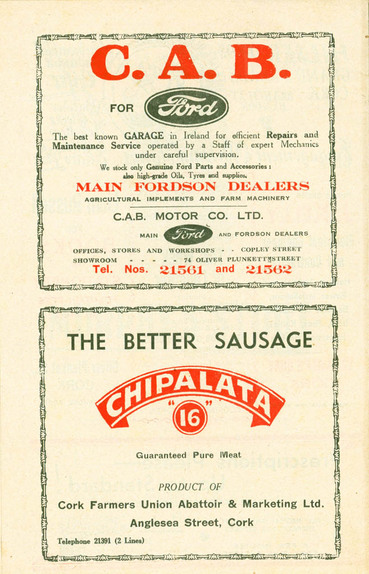 C. A. B.
FOR Ford
The best known GARAGE in Ireland for efficient Repairs and
Maintenance Service operated by a Staff of expert Mechanics
under careful supervision.
We stock only Genuine Ford Parts and Accessories :
also high-grade Oils, Tyres and supplies,
MAIN FORDSON DEALERS
AGRICULTURAL IMPLEMENTS AND FARM MACHINERY
C.A.B. MOTOR CO. LTD.
MAIN Ford AND FORDSON DEALERS
OFFICES, STORES AND WORKSHOPS - - COPLEY STREET
SHOWROOM - - - - - 74 OLIVER PLUNKETT STREET
Tel. Nos. 21561 and 21562
THE BETTER SAUSAGE
CHIPALATA
"16"
Guaranteed Pure Meat
PRODUCT OF
Cork Farmers Union Abattoir & Marketing Ltd.
Anglesea Street, Cork
Telephone 21391 (2 Lines)